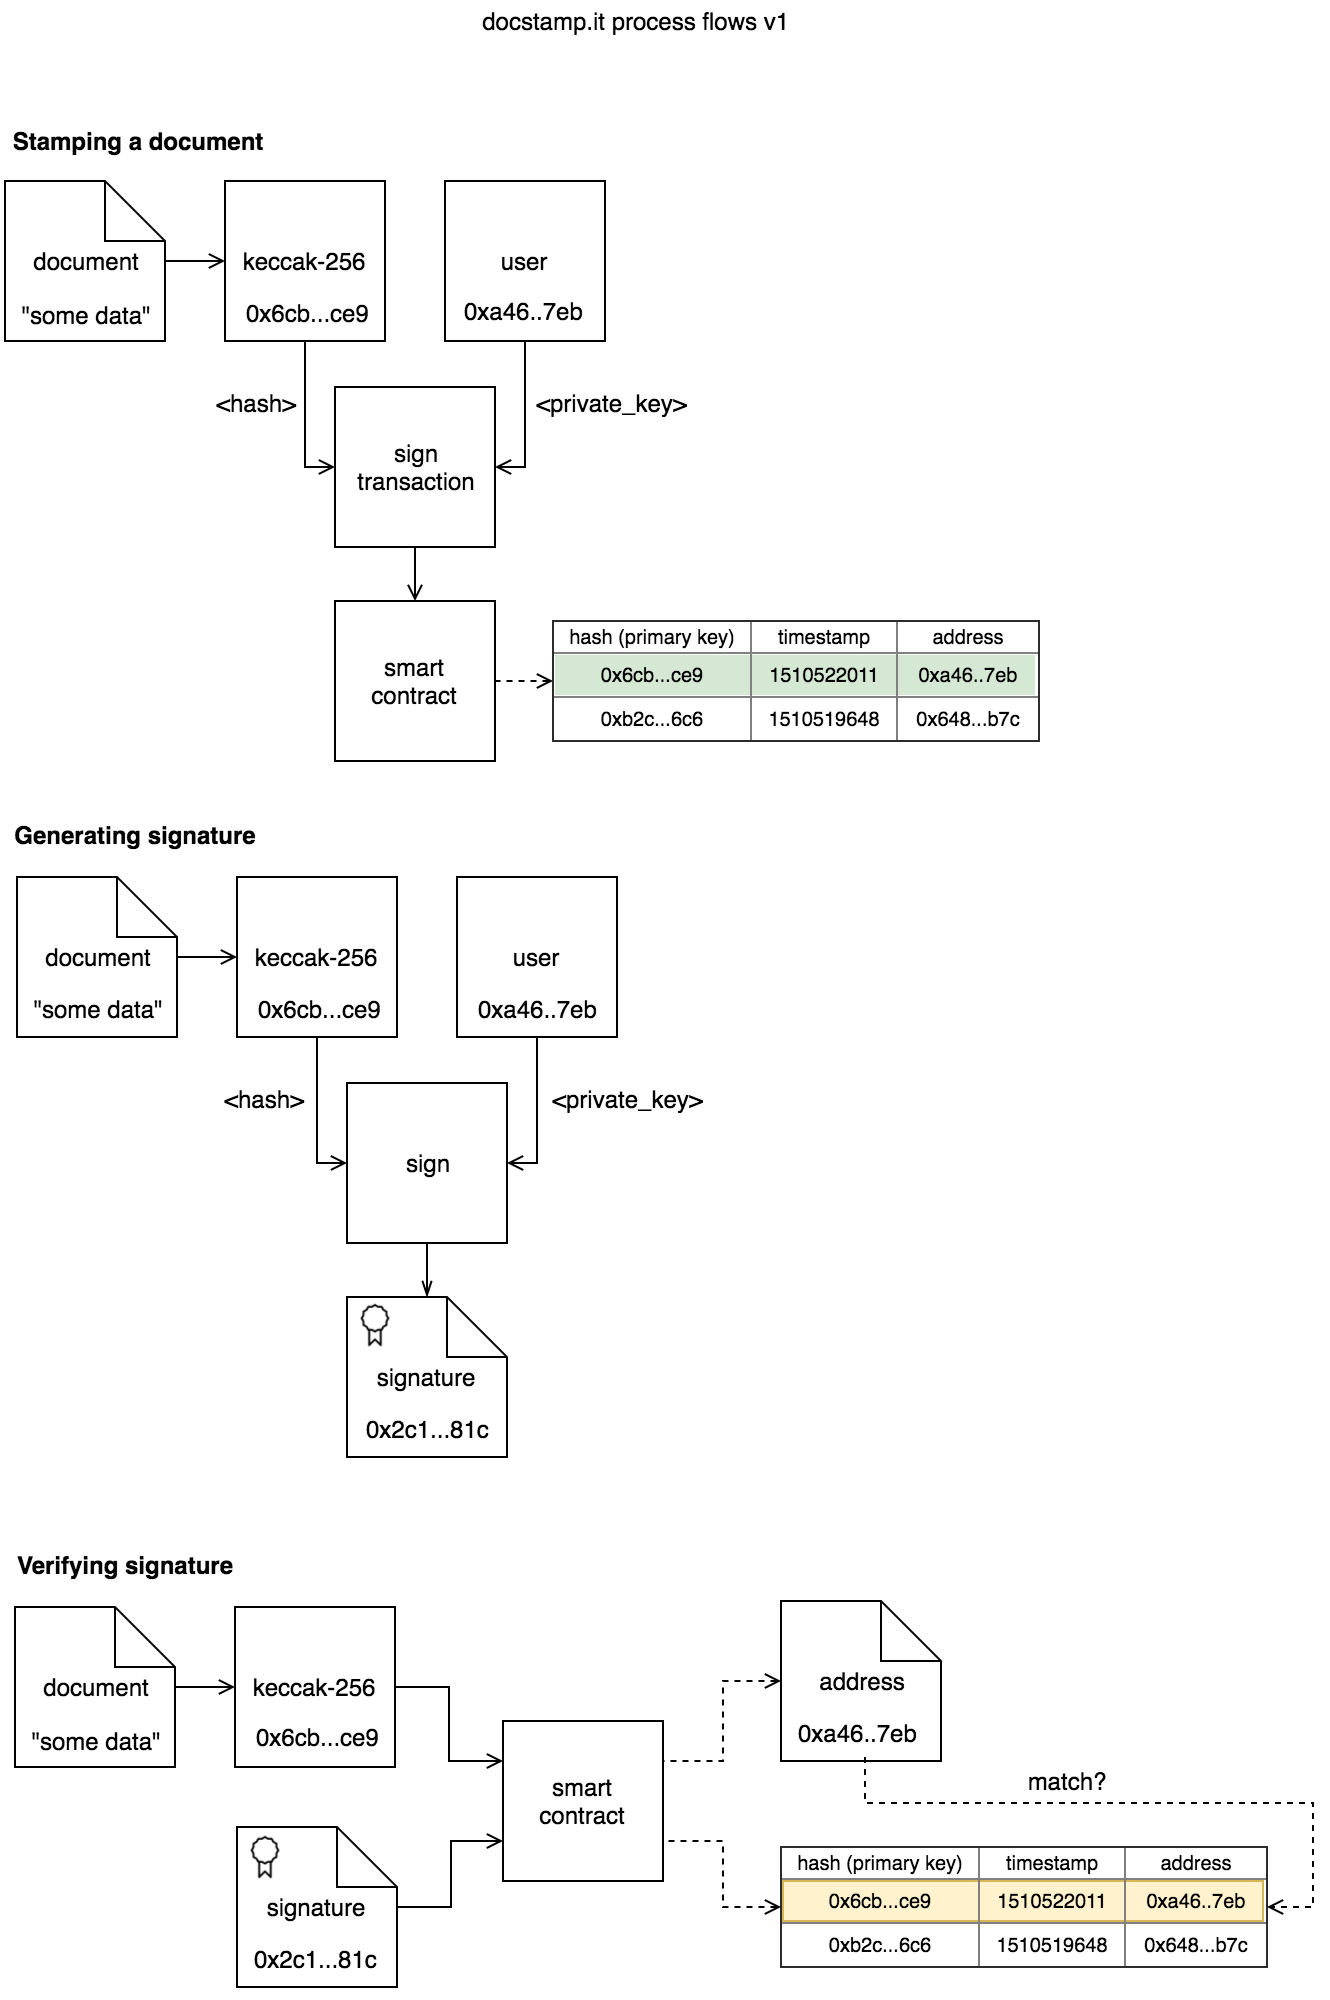 docstamp.it process flows v1
Stamping a document
document
"some data"
keccak-256
0x6cb...ce9
user
0xa46..7eb
<hash>
<private_key>
sign
transaction
smart
contract
hash (primary key) timestamp address
0x6cb...ce9 1510522011 0xa46..7eb
0xb2c...6c6 1510519648 0x648...b7c
Generating signature
document
"some data"
keccak-256
0x6cb...ce9
user
0xa46..7eb
<hash>
<private_key>
sign
signature
0x2c1...81c
Verifying signature
document
"some data"
keccak-256
0x6cb...ce9
signature
0x2c1...81c
smart
contract
address
0xa46..7eb
match?
hash (primary key) timestamp address
0x6cb...ce9 1510522011 0xa46..7eb
0xb2c...6c6 1510519648 0x648...b7c